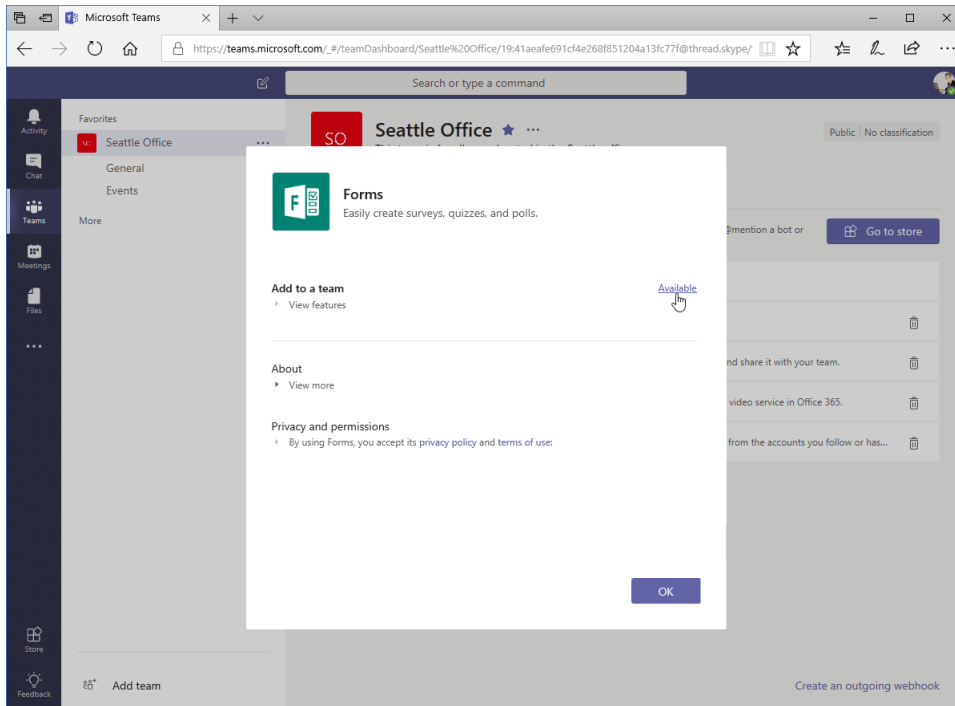 Microsoft Teams
https://teams.microsoft.com/_#/teamDashboard/Seattle%20Office/19:41aeafe691cf4e268f851204a13fc77f@thread.skype/
Search or type a command
Activity
Chat
Teams
Meetings
Files
Store
Feedback
Favorites
SO Seattle Office
General
Events
More
Add team
SO
Seattle Office
Public No classification
@mention a bot or
Go to store
nd share it with your team.
video service in Office 365.
from the accounts you follow or has...
Create an outgoing webhook
F
Forms
Easily create surveys, quizzes, and polls.
Add to a team
Available
View features
About
View more
Privacy and permissions
By using Forms, you accept its privacy policy and terms of use:
OK